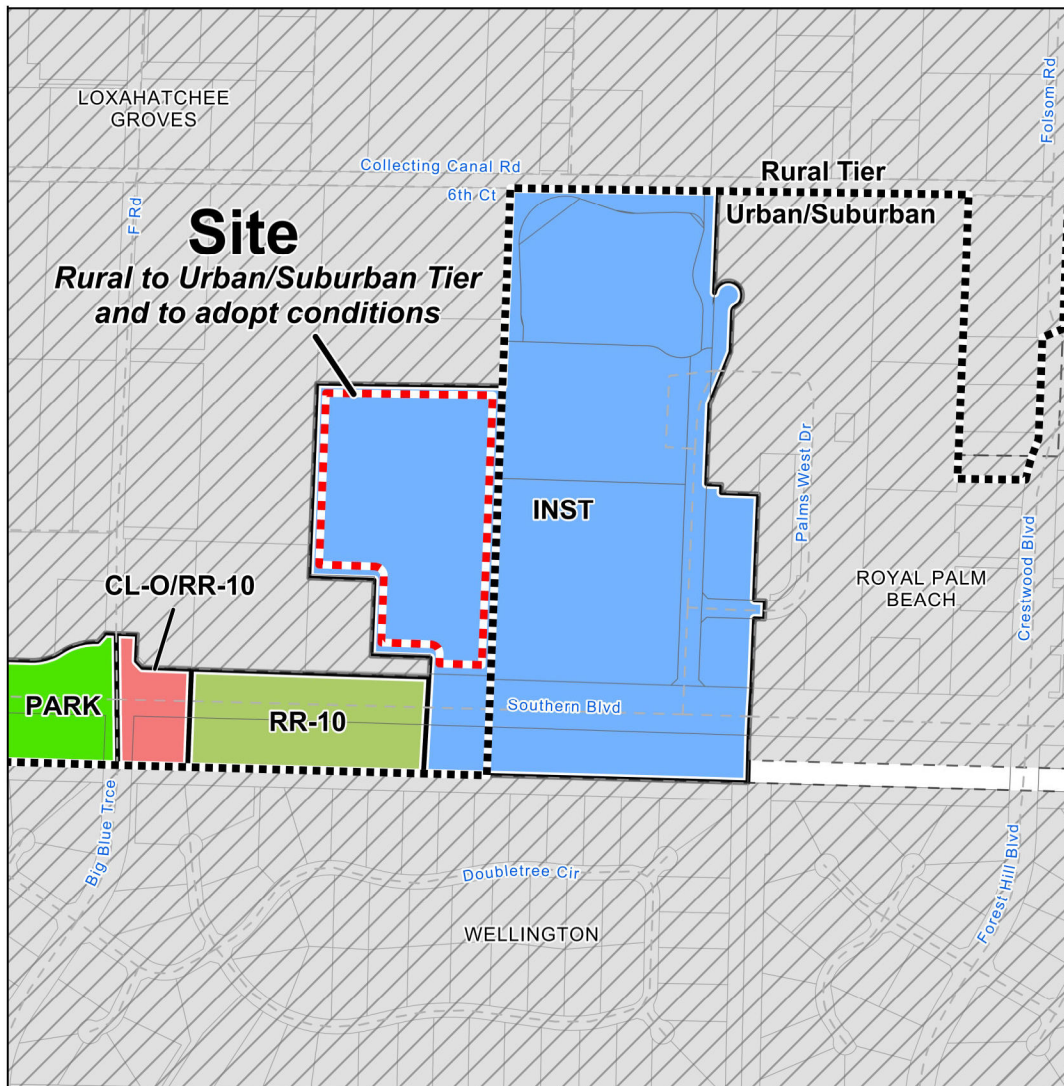 LOXAHATCHEE
GROVES
Folsom Rd
Collecting Canal Rd
Rural Tier
6th Ct
F Rd
Urban/Suburban
Site
Rural to Urban/Suburban Tier
and to adopt conditions
Palms West Dr
INST
CL-O/RR-10
ROYAL PALM
BEACH
Crestwood Blvd
PARK
RR-10
Southern Blvd
Big Blue Trce
Doubletree Cir
Forest Hill Blvd
WELLINGTON